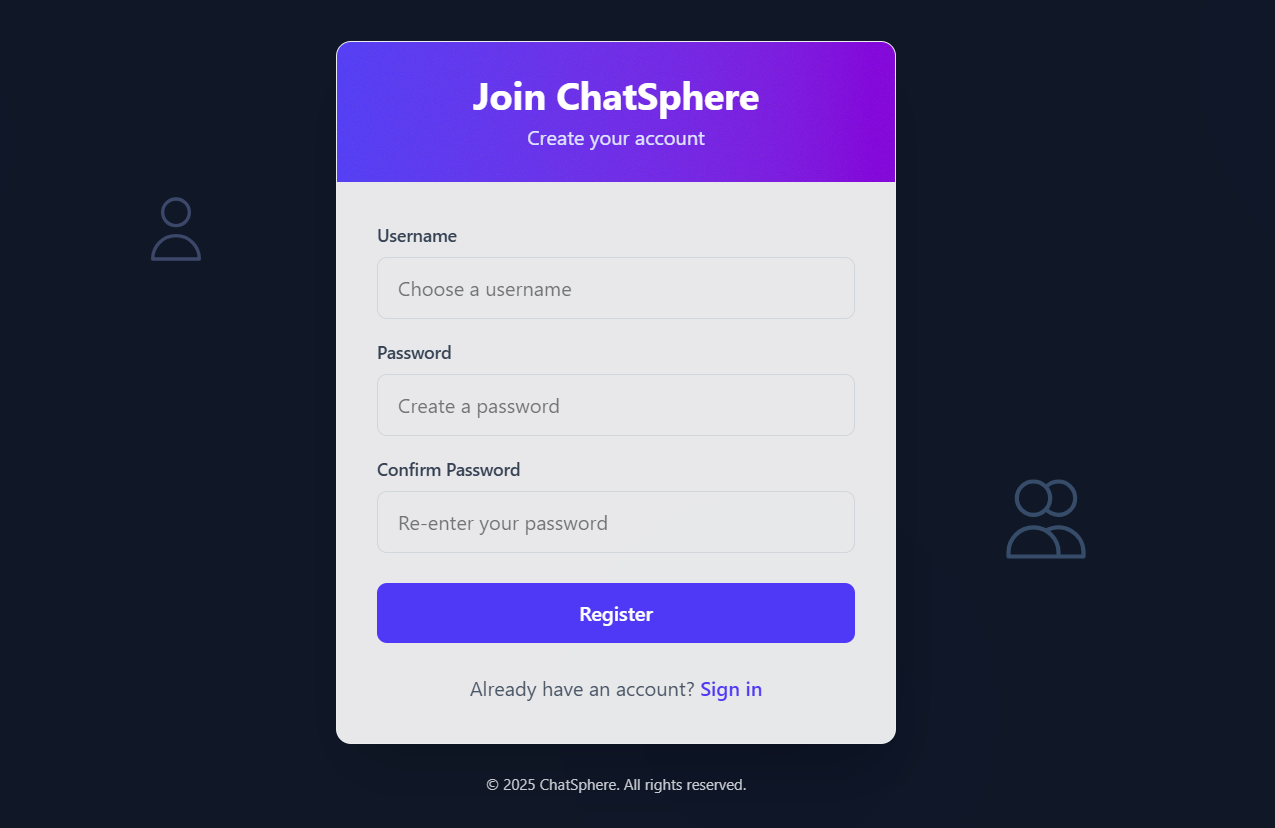 Join ChatSphere
Create your account
Username
Choose a username
Password
Create a password
Confirm Password
Re-enter your password
Register
Already have an account? Sign in
© 2025 ChatSphere. All rights reserved.